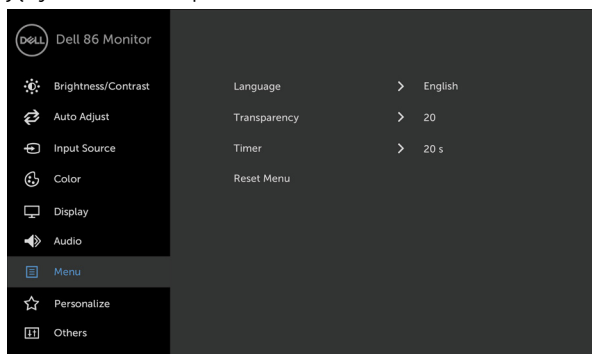 DELL Dell 86 Monitor
Brightness/Contrast
Auto Adjust
Input Source
Color
Display
Audio
Menu
Personalize
Others
Language > English
Transparency > 20
Timer > 20 s
Reset Menu